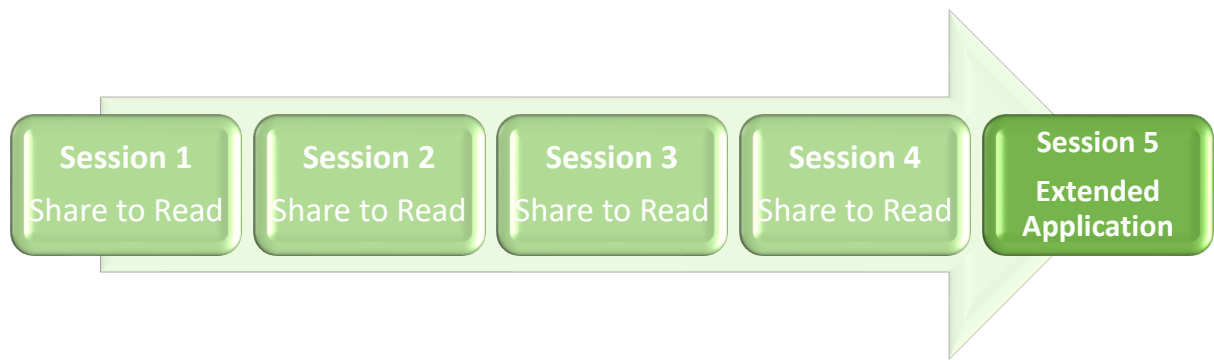 Session 1
Share to Read
Session 2
Share to Read
Session 3
Share to Read
Session 4
Share to Read
Session 5
Extended
Application